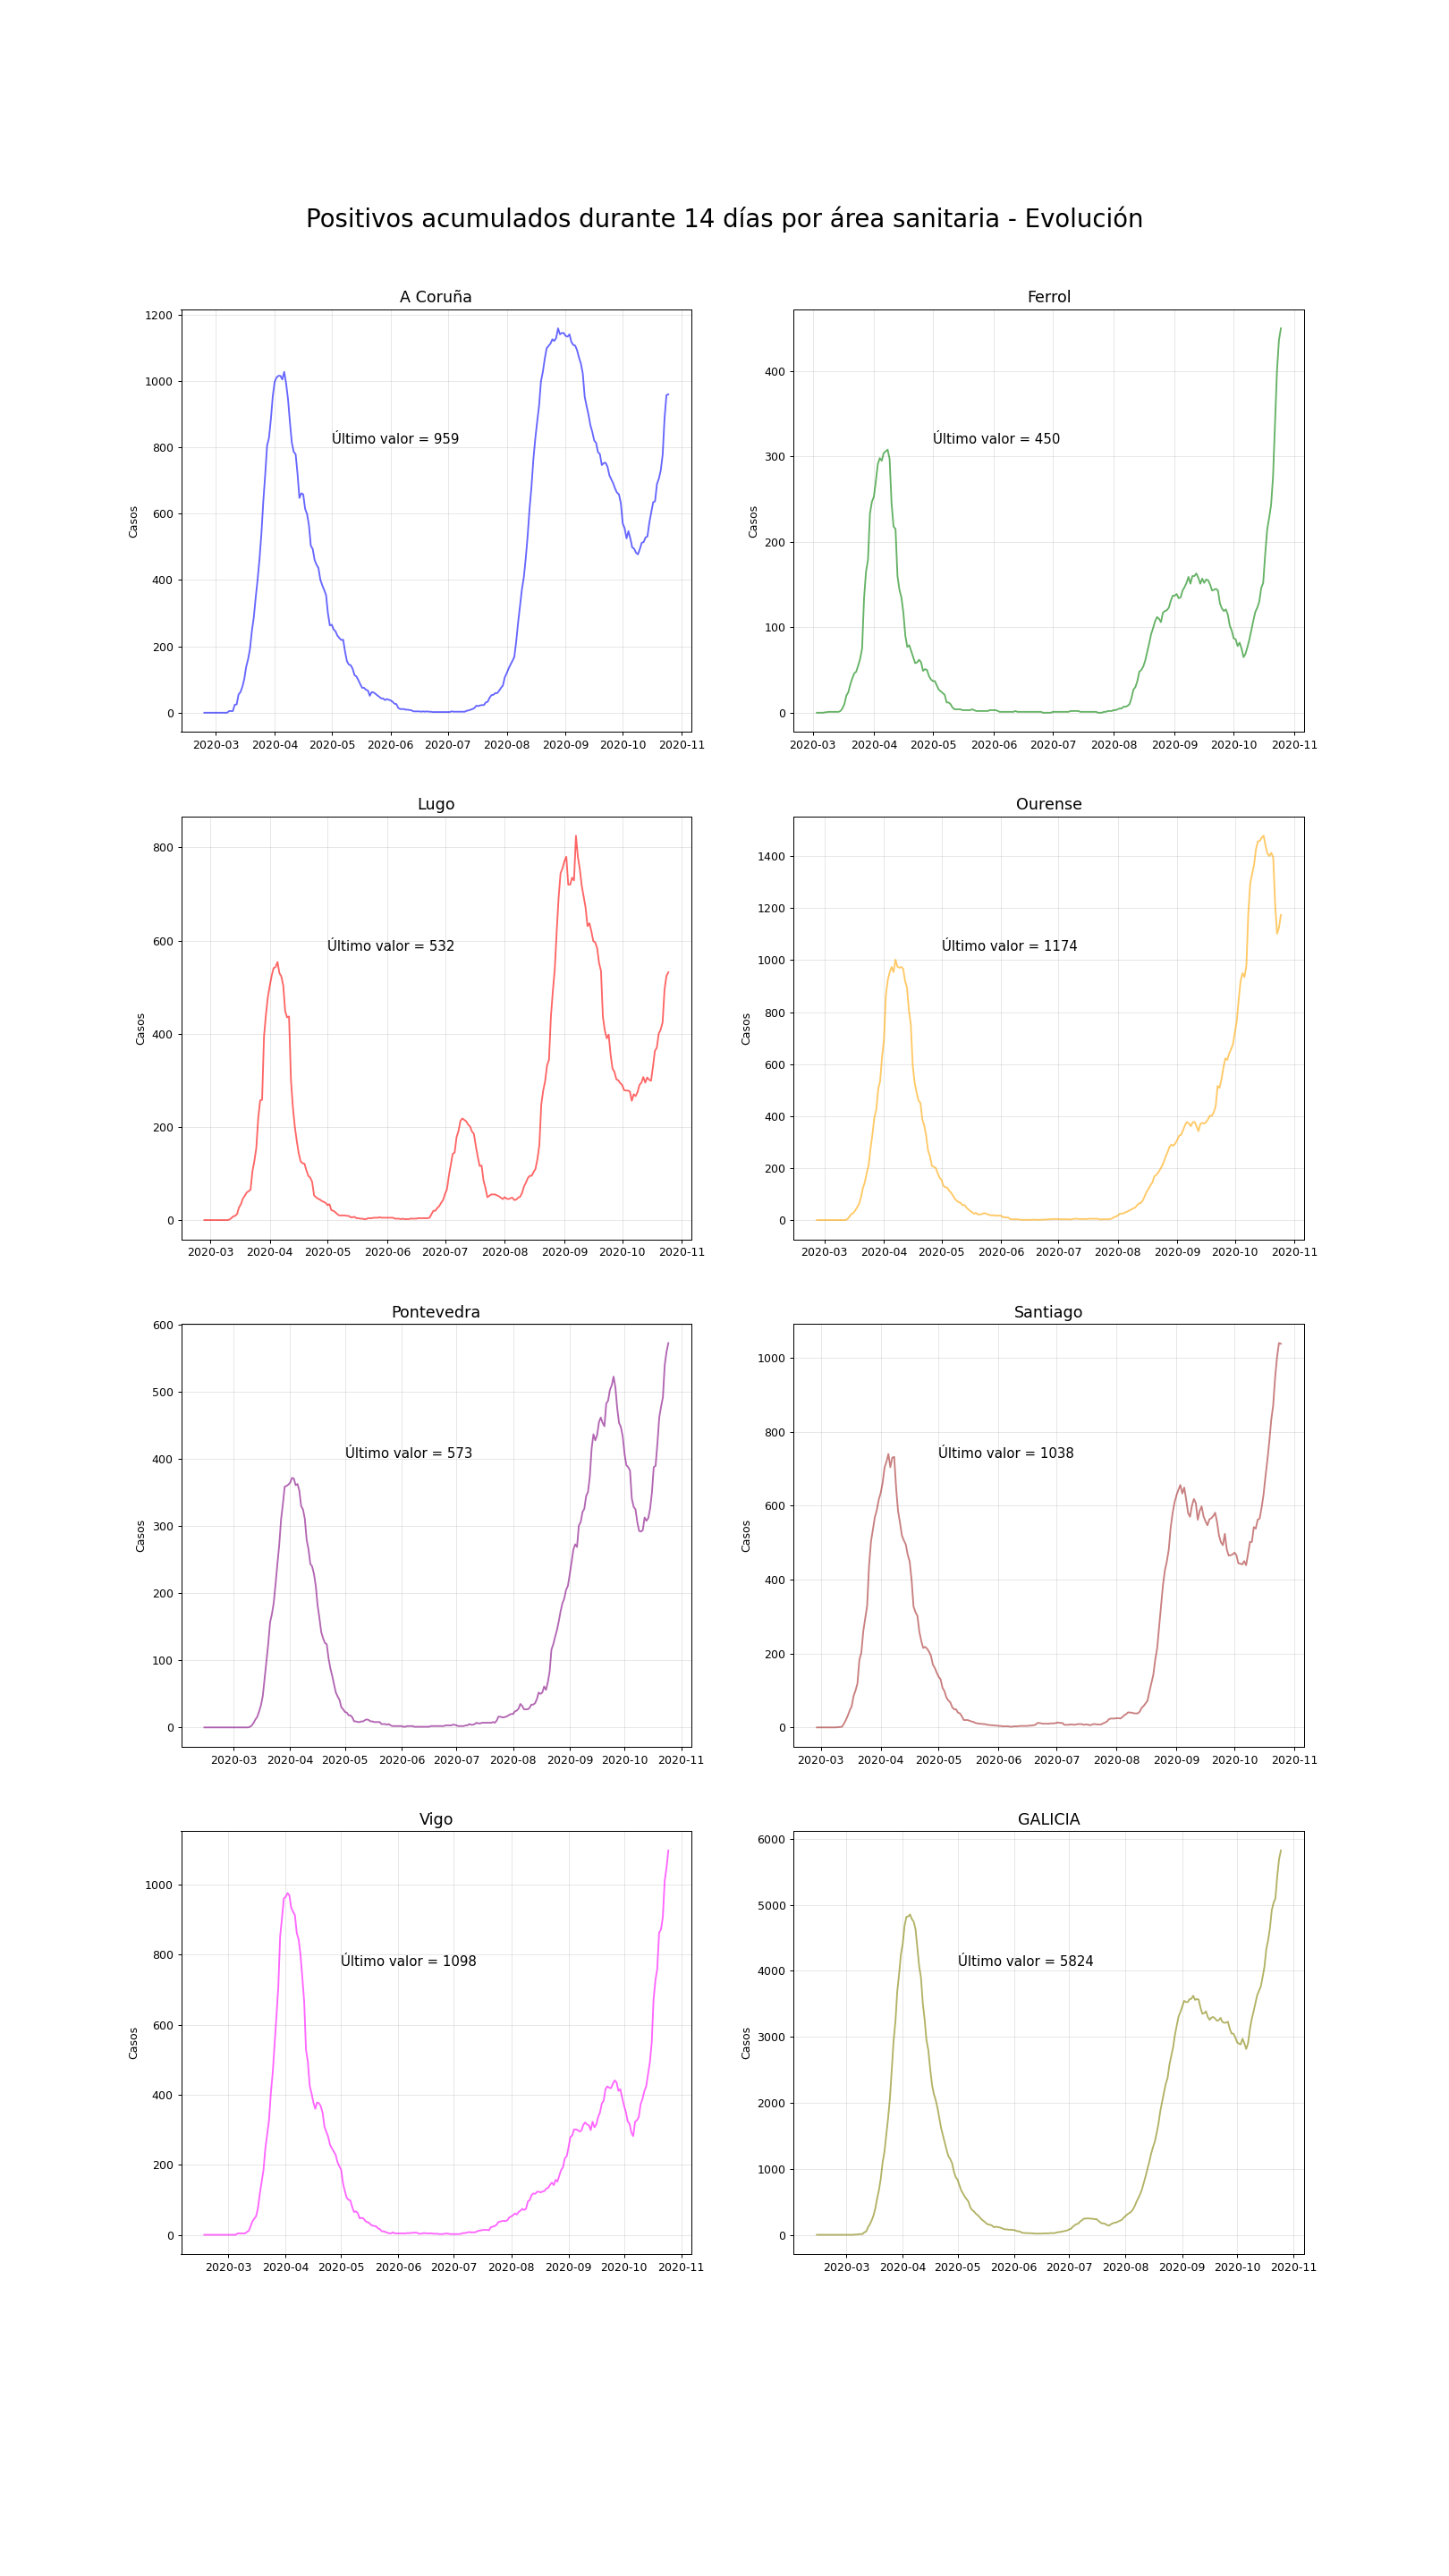 Positivos acumulados durante 14 días por área sanitaria - Evolución
A Coruña
Casos
1200
1000
800
600
400
200
0
Último valor = 959
2020-03 2020-04 2020-05 2020-06 2020-07 2020-08 2020-09 2020-10 2020-11
Ferrol
Casos
400
300
200
100
0
Último valor = 450
2020-03 2020-04 2020-05 2020-06 2020-07 2020-08 2020-09 2020-10 2020-11
Lugo
Casos
800
600
400
200
0
Último valor = 532
2020-03 2020-04 2020-05 2020-06 2020-07 2020-08 2020-09 2020-10 2020-11
Ourense
Casos
1400
1200
1000
800
600
400
200
0
Último valor = 1174
2020-03 2020-04 2020-05 2020-06 2020-07 2020-08 2020-09 2020-10 2020-11
Pontevedra
Casos
600
500
400
300
200
100
0
Último valor = 573
2020-03 2020-04 2020-05 2020-06 2020-07 2020-08 2020-09 2020-10 2020-11
Santiago
Casos
1000
800
600
400
200
0
Último valor = 1038
2020-03 2020-04 2020-05 2020-06 2020-07 2020-08 2020-09 2020-10 2020-11
Vigo
Casos
1000
800
600
400
200
0
Último valor = 1098
2020-03 2020-04 2020-05 2020-06 2020-07 2020-08 2020-09 2020-10 2020-11
GALICIA
Casos
6000
5000
4000
3000
2000
1000
0
Último valor = 5824
2020-03 2020-04 2020-05 2020-06 2020-07 2020-08 2020-09 2020-10 2020-11